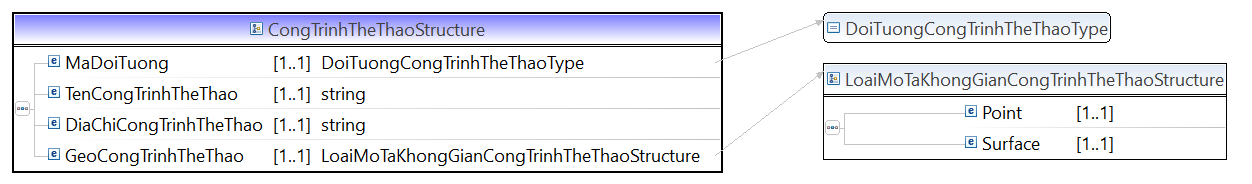 CongTrinhTheThaoStructure
MaDoiTuong [1..1] DoiTuongCongTrinhTheThaoType
TenCongTrinhTheThao [1..1] string
DiaChiCongTrinhTheThao [1..1] string
GeoCongTrinhTheThao [1..1] LoaiMoTaKhongGianCongTrinhTheThaoStructure
DoiTuongCongTrinhTheThaoType
LoaiMoTaKhongGianCongTrinhTheThaoStructure
Point [1..1]
Surface [1..1]